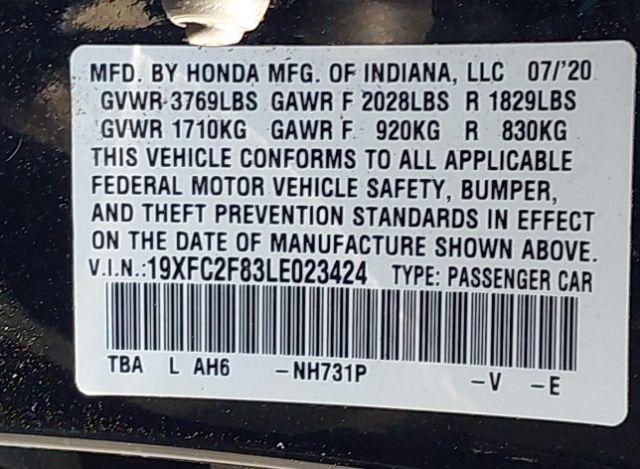 MFD. BY HONDA MFG. OF INDIANA, LLC 07/'20
GVWR 3769LBS GAWR F 2028LBS R 1829LBS
GVWR 1710KG GAWR F 920KG R 830KG
THIS VEHICLE CONFORMS TO ALL APPLICABLE
FEDERAL MOTOR VEHICLE SAFETY, BUMPER,
AND THEFT PREVENTION STANDARDS IN EFFECT
ON THE DATE OF MANUFACTURE SHOWN ABOVE.
V.I.N.:19XFC2F83LE023424 TYPE: PASSENGER CAR
TBA L AH6 -NH731P -V -E